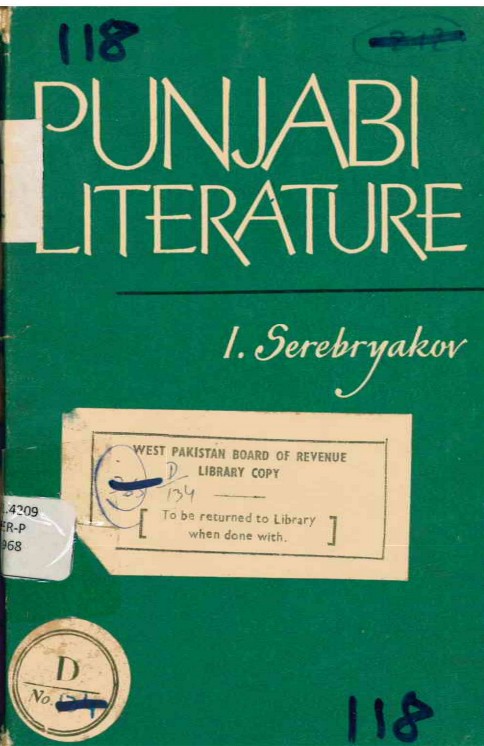 118
PUNJABI
LITERATURE
I. Serebryakov
WEST PAKISTAN BOARD OF REVENUE
LIBRARY COPY
D
134
[ To be returned to Library
when done with. ]
.4209
ER-P
968
D
No.
118